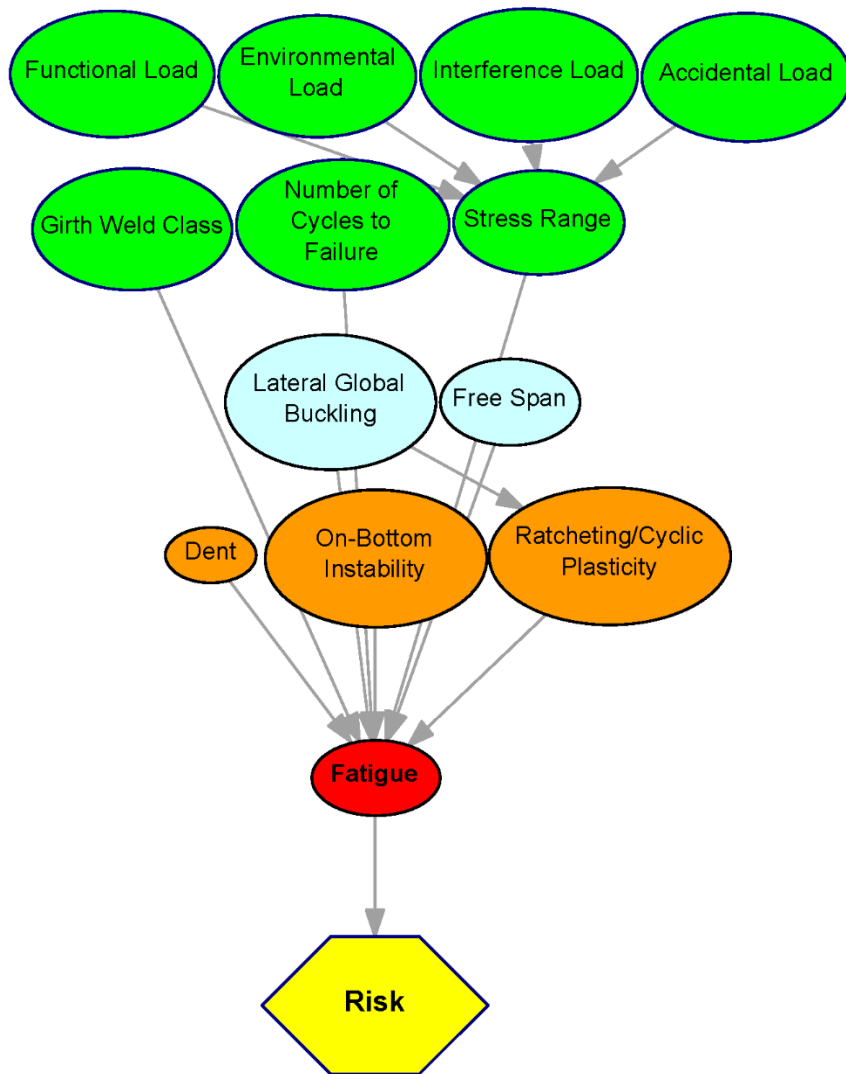 Functional Load
Environmental
Load
Interference Load
Accidental Load
Girth Weld Class
Number of
Cycles to
Failure
Stress Range
Lateral Global
Buckling
Free Span
Dent
On-Bottom
Instability
Ratcheting/Cyclic
Plasticity
Fatigue
Risk